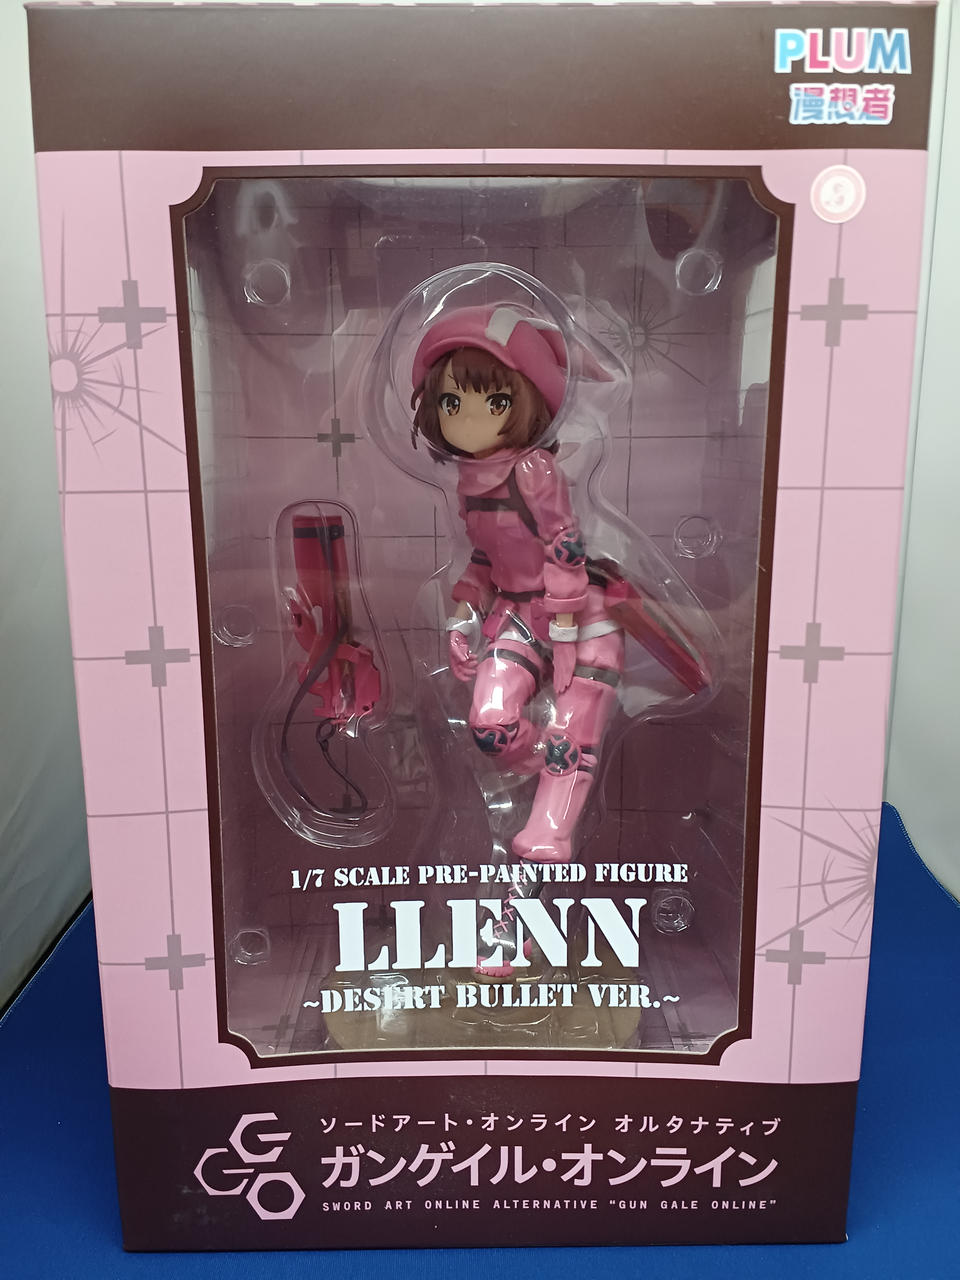 PLUM
漫想者
1/7 SCALE PRE-PAINTED FIGURE
LLENN
~DESERT BULLET VER.~
GGO
ソードアート・オンライン オルタナティブ
ガンゲイル・オンライン
SWORD ART ONLINE ALTERNATIVE "GUN GALE ONLINE"